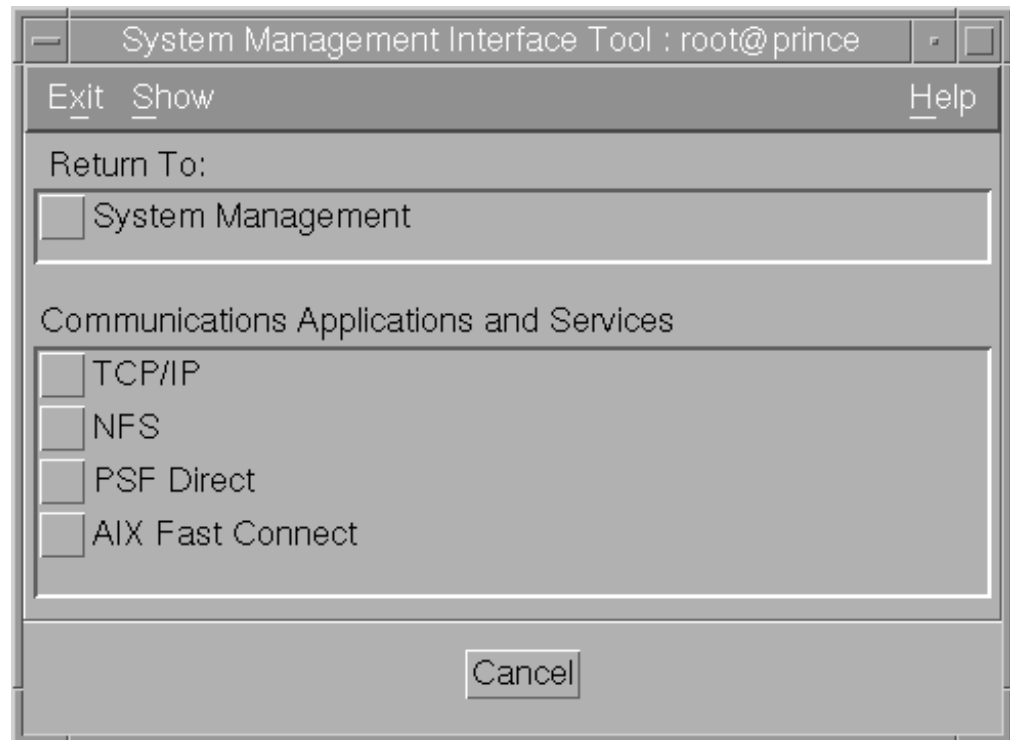 System Management Interface Tool : root@prince
Exit Show Help
Return To:
System Management
Communications Applications and Services
TCP/IP
NFS
PSF Direct
AIX Fast Connect
Cancel